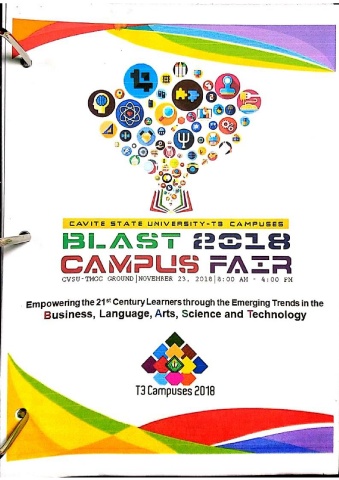 CAVITE STATE UNIVERSITY-T3 CAMPUSES
BLAST 2018
CAMPUS FAIR
CVSU-TMCC GROUND|NOVEMBER 23, 2018|8:00 AM - 4:00 PM
Empowering the 21st Century Learners through the Emerging Trends in the
Business, Language, Arts, Science and Technology
T3 Campuses 2018